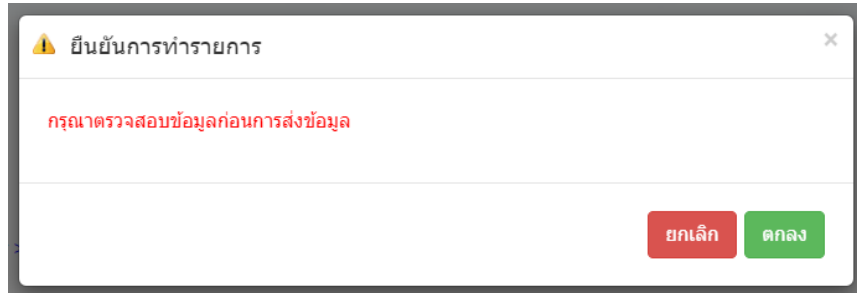 ยืนยันการทำรายการ
×
กรุณาตรวจสอบข้อมูลก่อนการส่งข้อมูล
ยกเลิก ตกลง